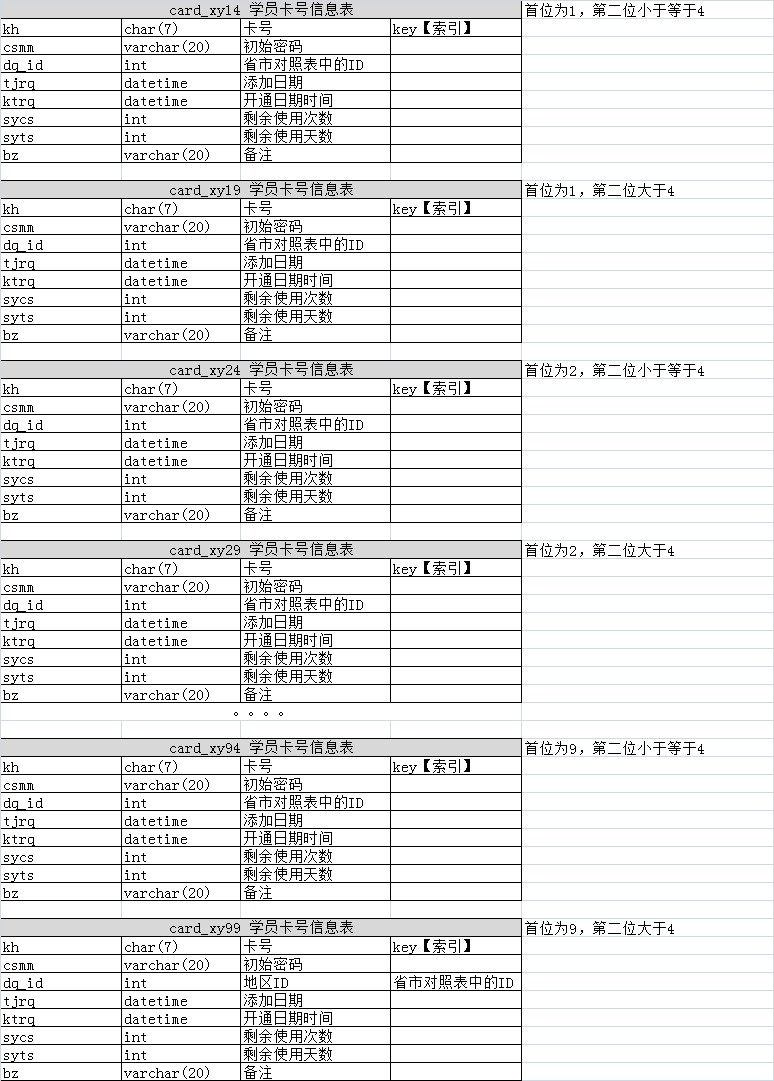 card_xy14 学员卡号信息表 首位为1，第二位小于等于4
kh char(7) 卡号 key【索引】
csmm varchar(20) 初始密码
dq_id int 省市对照表中的ID
tjrq datetime 添加日期
ktrq datetime 开通日期时间
sycs int 剩余使用次数
syts int 剩余使用天数
bz varchar(20) 备注
card_xy19 学员卡号信息表 首位为1，第二位大于4
kh char(7) 卡号 key【索引】
csmm varchar(20) 初始密码
dq_id int 省市对照表中的ID
tjrq datetime 添加日期
ktrq datetime 开通日期时间
sycs int 剩余使用次数
syts int 剩余使用天数
bz varchar(20) 备注
card_xy24 学员卡号信息表 首位为2，第二位小于等于4
kh char(7) 卡号 key【索引】
csmm varchar(20) 初始密码
dq_id int 省市对照表中的ID
tjrq datetime 添加日期
ktrq datetime 开通日期时间
sycs int 剩余使用次数
syts int 剩余使用天数
bz varchar(20) 备注
card_xy29 学员卡号信息表 首位为2，第二位大于4
kh char(7) 卡号 key【索引】
csmm varchar(20) 初始密码
dq_id int 省市对照表中的ID
tjrq datetime 添加日期
ktrq datetime 开通日期时间
sycs int 剩余使用次数
syts int 剩余使用天数
bz varchar(20) 备注
。。。。
card_xy94 学员卡号信息表 首位为9，第二位小于等于4
kh char(7) 卡号 key【索引】
csmm varchar(20) 初始密码
dq_id int 省市对照表中的ID
tjrq datetime 添加日期
ktrq datetime 开通日期时间
sycs int 剩余使用次数
syts int 剩余使用天数
bz varchar(20) 备注
card_xy99 学员卡号信息表 首位为9，第二位大于4
kh char(7) 卡号 key【索引】
csmm varchar(20) 初始密码
dq_id int 地区ID 省市对照表中的ID
tjrq datetime 添加日期
ktrq datetime 开通日期时间
sycs int 剩余使用次数
syts int 剩余使用天数
bz varchar(20) 备注